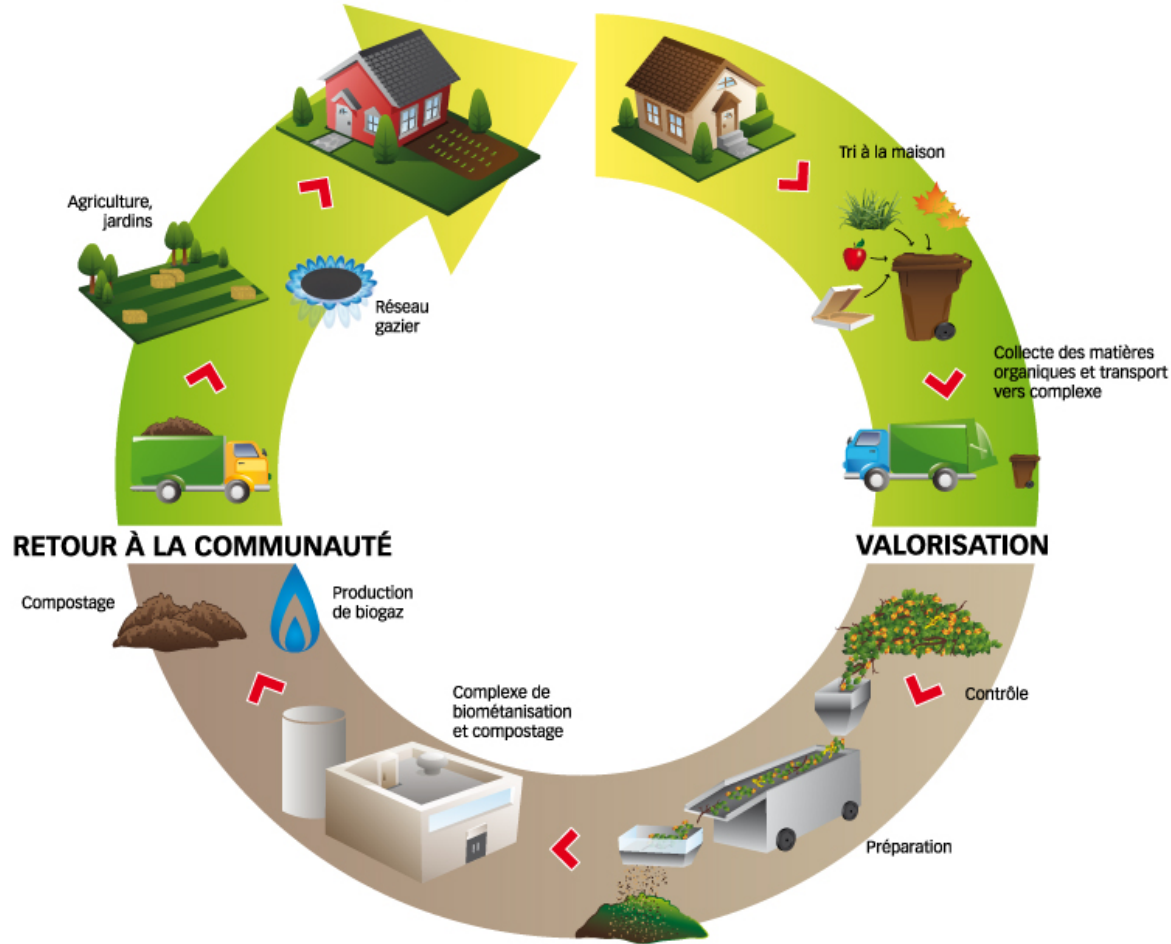 Tri à la maison
Collecte des matières
organiques et transport
vers complexe
VALORISATION
Contrôle
Préparation
Complexe de
biométanisation
et compostage
Production
de biogaz
Compostage
RETOUR À LA COMMUNAUTÉ
Agriculture,
jardins
Réseau
gazier